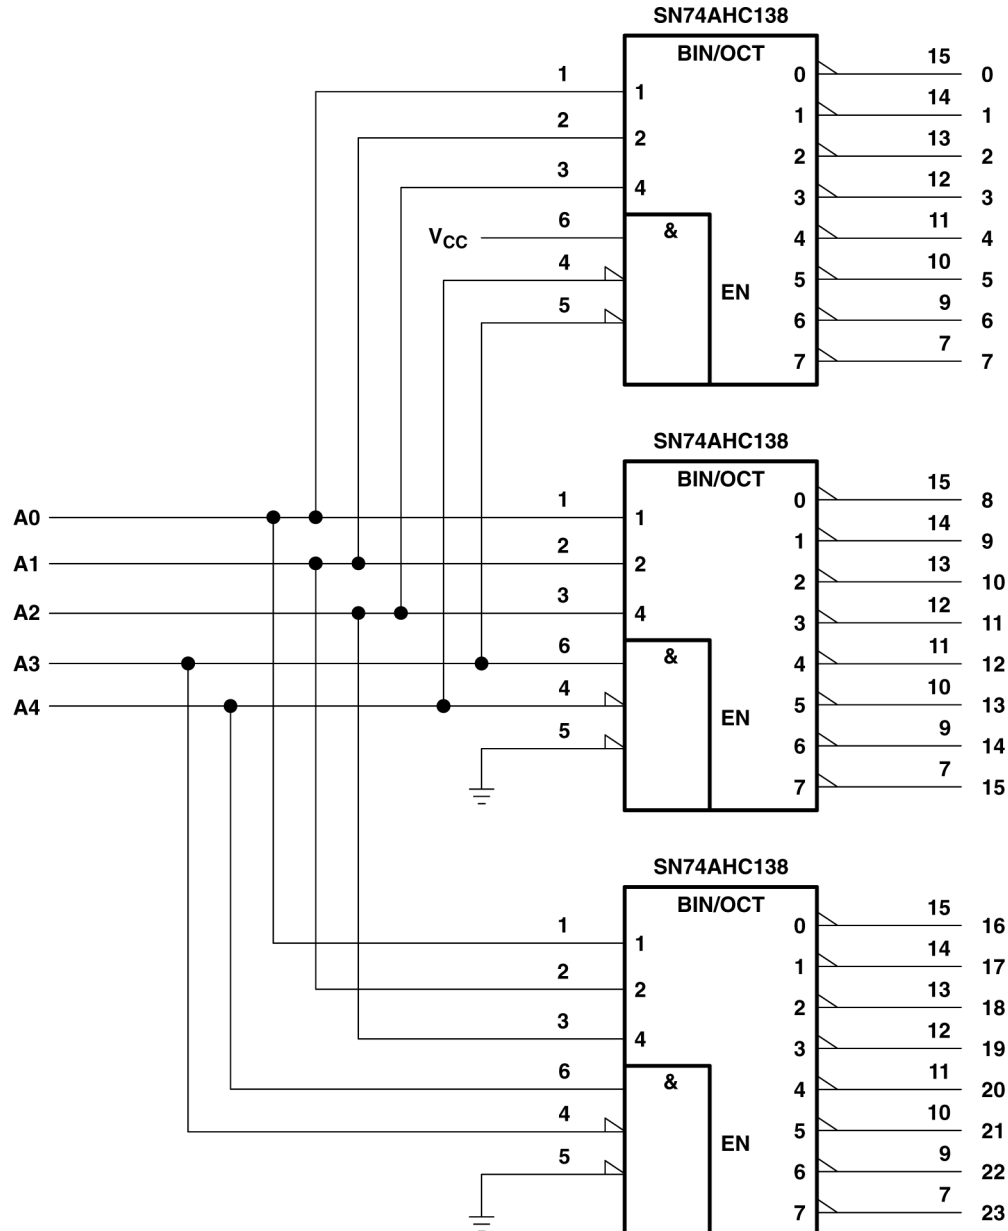 SN74AHC138
BIN/OCT
1 1 0 15 0
2 2 1 14 1
3 4 2 13 2
3 12 3
VCC 6 & 4 11 4
4 5 10 5
EN
5 6 9 6
7 7 7
SN74AHC138
BIN/OCT
0 15 8
A0 1 1
1 14 9
A1 2 2
2 13 10
A2 3 4
3 12 11
A3 6 & 4 11 12
A4 4 5 10 13
EN
5 6 9 14
7 7 15
SN74AHC138
BIN/OCT
0 15 16
1 1
1 14 17
2 2
2 13 18
3 4
3 12 19
6 & 4 11 20
4 5 10 21
EN
5 6 9 22
7 7 23